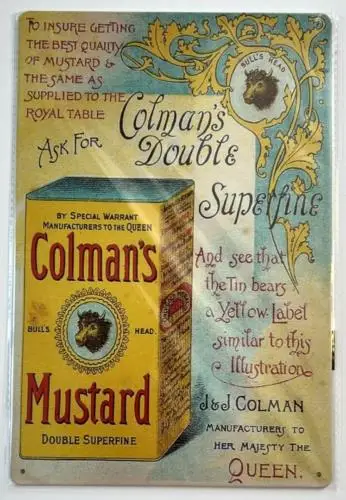 To insure getting
the best quality
of mustard &
the same as
supplied to the
royal table
Ask For
Colman's
Double
Superfine
BULL'S HEAD
And see that
the Tin bears
a Yellow Label
similar to this
Illustration
J & J COLMAN
MANUFACTURERS TO
HER MAJESTY THE
QUEEN.
BY SPECIAL WARRANT
MANUFACTURERS TO THE QUEEN
Colman's
BULL'S HEAD.
Mustard
DOUBLE SUPERFINE